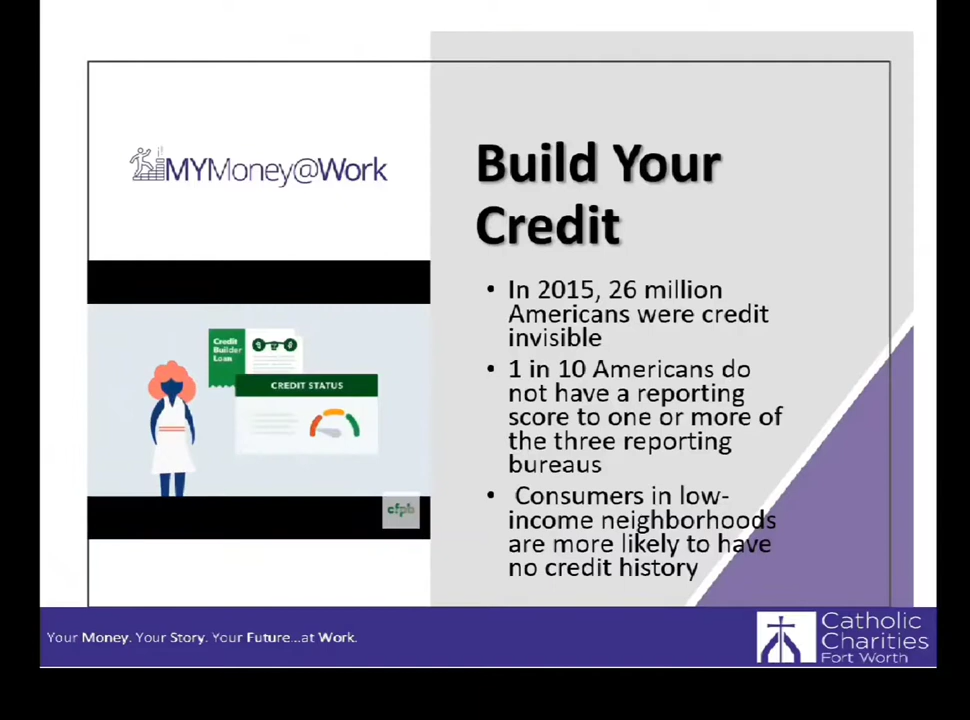 MYMoney@Work
Build Your
Credit
• In 2015, 26 million
Americans were credit
invisible
• 1 in 10 Americans do
not have a reporting
score to one or more of
the three reporting
bureaus
• Consumers in low-
income neighborhoods
are more likely to have
no credit history
Credit
Builder
Loan
CREDIT STATUS
cfpb
Your Money. Your Story. Your Future...at Work.
Catholic
Charities
Fort Worth